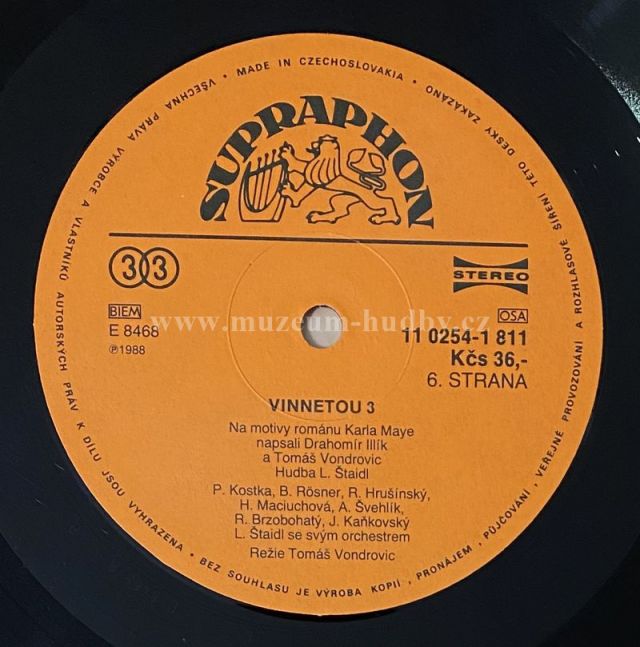 VŠECHNA PRÁVA VÝROBCE A VLASTNÍKŮ AUTORSKÝCH PRÁV K DÍLU JSOU VYHRAZENA • BEZ SOUHLASU JE VÝROBA KOPIÍ, PRONÁJEM, PŮJČOVÁNÍ, VEŘEJNÉ PROVOZOVÁNÍ A ROZHLASOVÉ ŠÍŘENÍ TÉTO DESKY ZAKÁZÁNO • MADE IN CZECHOSLOVAKIA •
SUPRAPHON
33
STEREO
BIEM
OSA
www.muzeum-hudby.cz
E 8468
11 0254-1 811
℗1988
Kčs 36,-
6. STRANA
VINNETOU 3
Na motivy románu Karla Maye
napsali Drahomír Illík
a Tomáš Vondrovic
Hudba L. Štaidl
P. Kostka, B. Rösner, R. Hrušínský,
H. Maciuchová, A. Švehlík,
R. Brzobohatý, J. Kaňkovský
L. Štaidl se svým orchestrem
Režie Tomáš Vondrovic